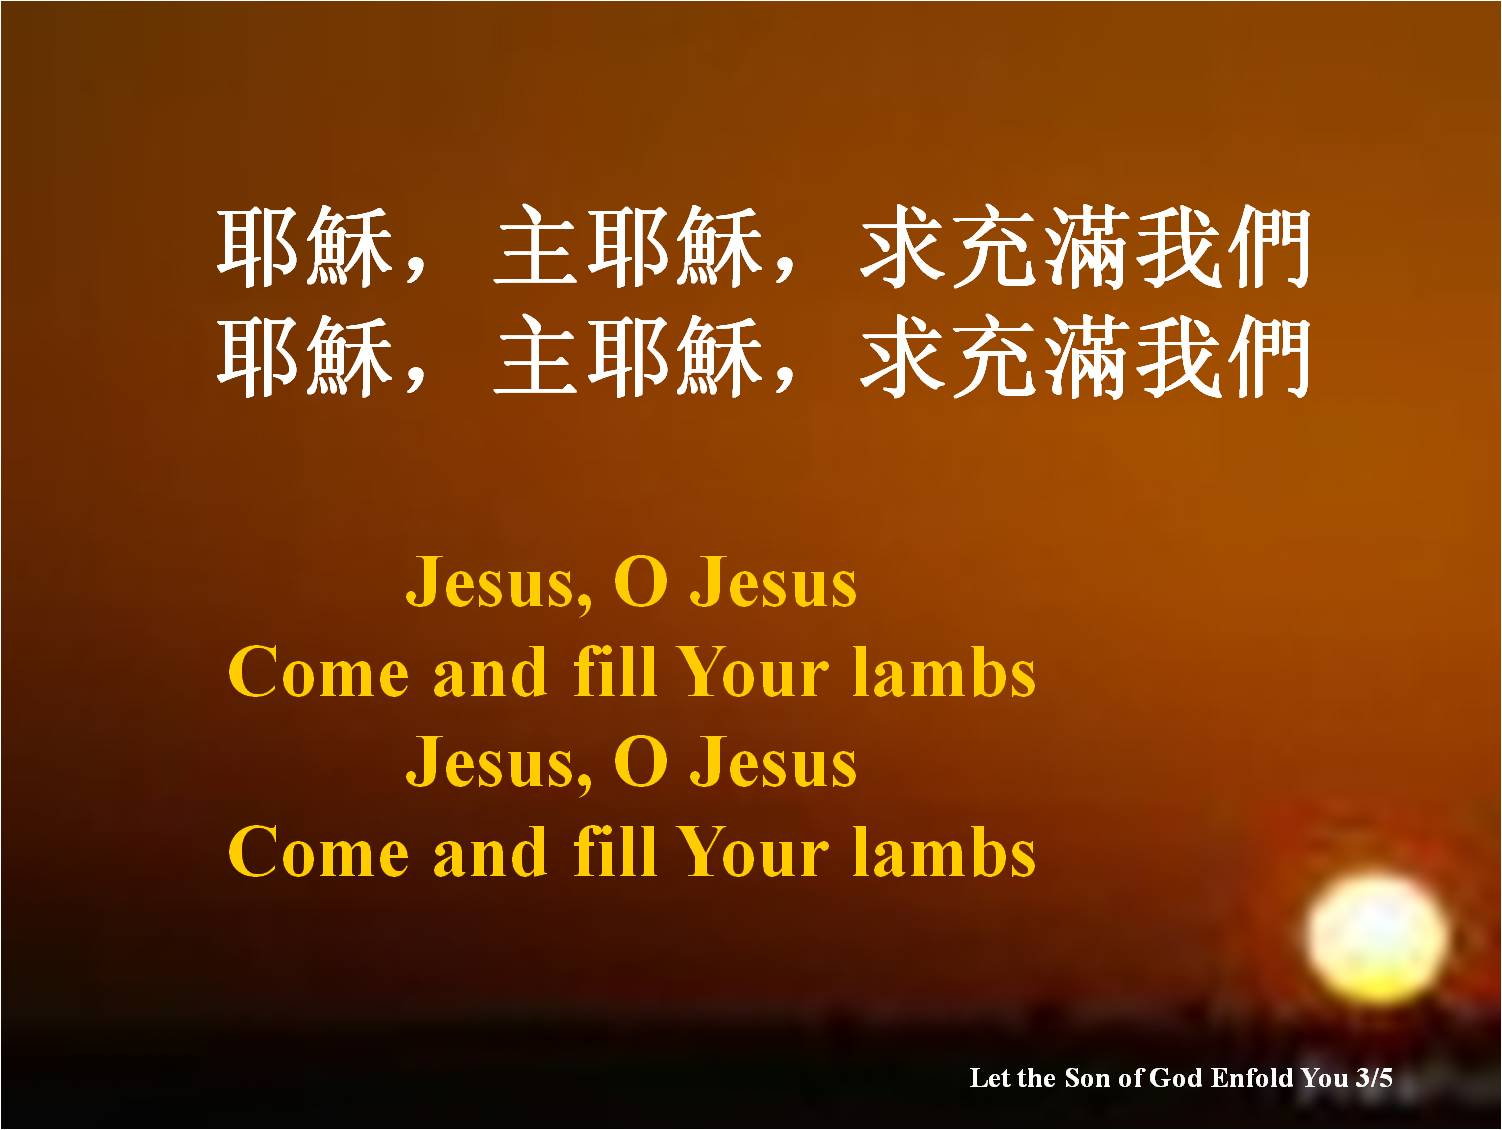 耶穌，主耶穌，求充滿我們
耶穌，主耶穌，求充滿我們
Jesus, O Jesus
Come and fill Your lambs
Jesus, O Jesus
Come and fill Your lambs
Let the Son of God Enfold You 3/5